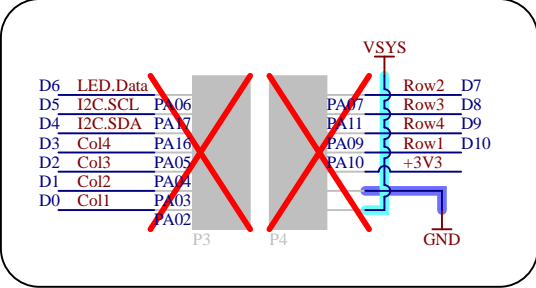 VSYS
D6 LED.Data Row2 D7
D5 I2C.SCL PA06 PA07 Row3 D8
D4 I2C.SDA PA17 PA11 Row4 D9
D3 Col4 PA16 PA09 Row1 D10
D2 Col3 PA05 PA10 +3V3
D1 Col2 PA04
D0 Col1 PA03
PA02
P3 P4 GND